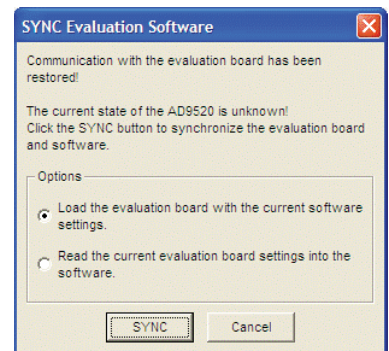 SYNC Evaluation Software
Communication with the evaluation board has been
restored!
The current state of the AD9520 is unknown!
Click the SYNC button to synchronize the evaluation board
and software.
Options
Load the evaluation board with the current software
settings.
Read the current evaluation board settings into the
software.
SYNC Cancel